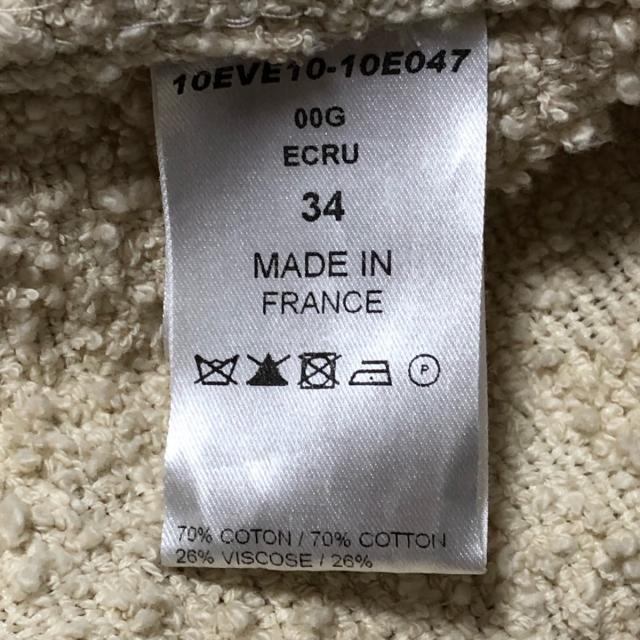 10EVE10-10E047
00G
ECRU
34
MADE IN
FRANCE
P
70% COTON / 70% COTTON
26% VISCOSE / 26%